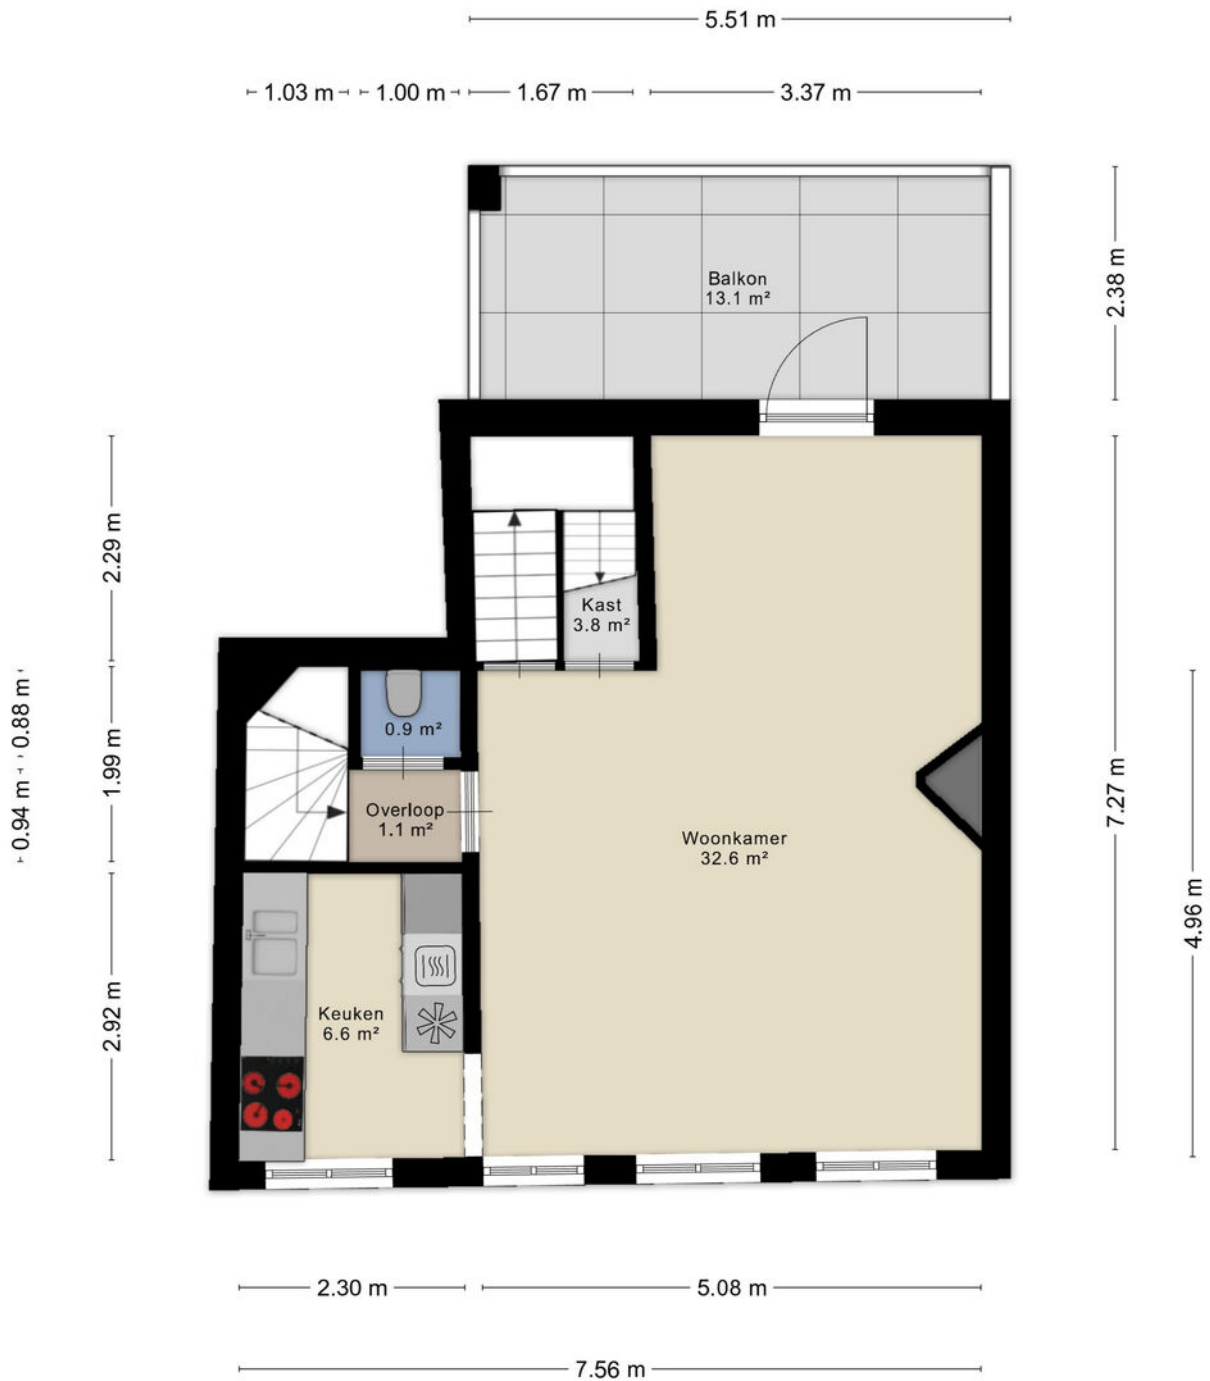 5.51 m
1.03 m
1.00 m
1.67 m
3.37 m
Balkon
13.1 m²
2.38 m
2.29 m
Kast
3.8 m²
0.88 m
0.94 m
1.99 m
0.9 m²
Overloop
1.1 m²
Woonkamer
32.6 m²
7.27 m
4.96 m
Keuken
6.6 m²
2.92 m
2.30 m
5.08 m
7.56 m